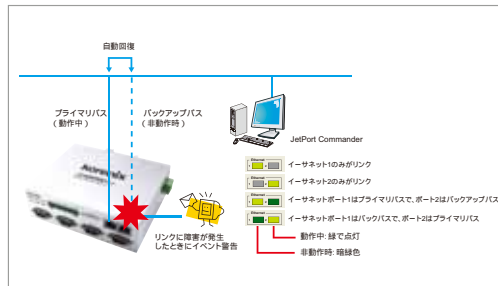 自動回復
プライマリパス
(動作中)
バックアップパス
(非動作時)
JetPort Commander
Ethernet
イーサネット1のみがリンク
Ethernet
イーサネット2のみがリンク
Ethernet
イーサネットポート1はプライマリパスで、ポート2はバックアップパス
Ethernet
イーサネットポート1はバックパスで、ポート2はプライマリパス
リンクに障害が発生
したときにイベント警告
動作中: 緑で点灯
非動作時: 暗緑色